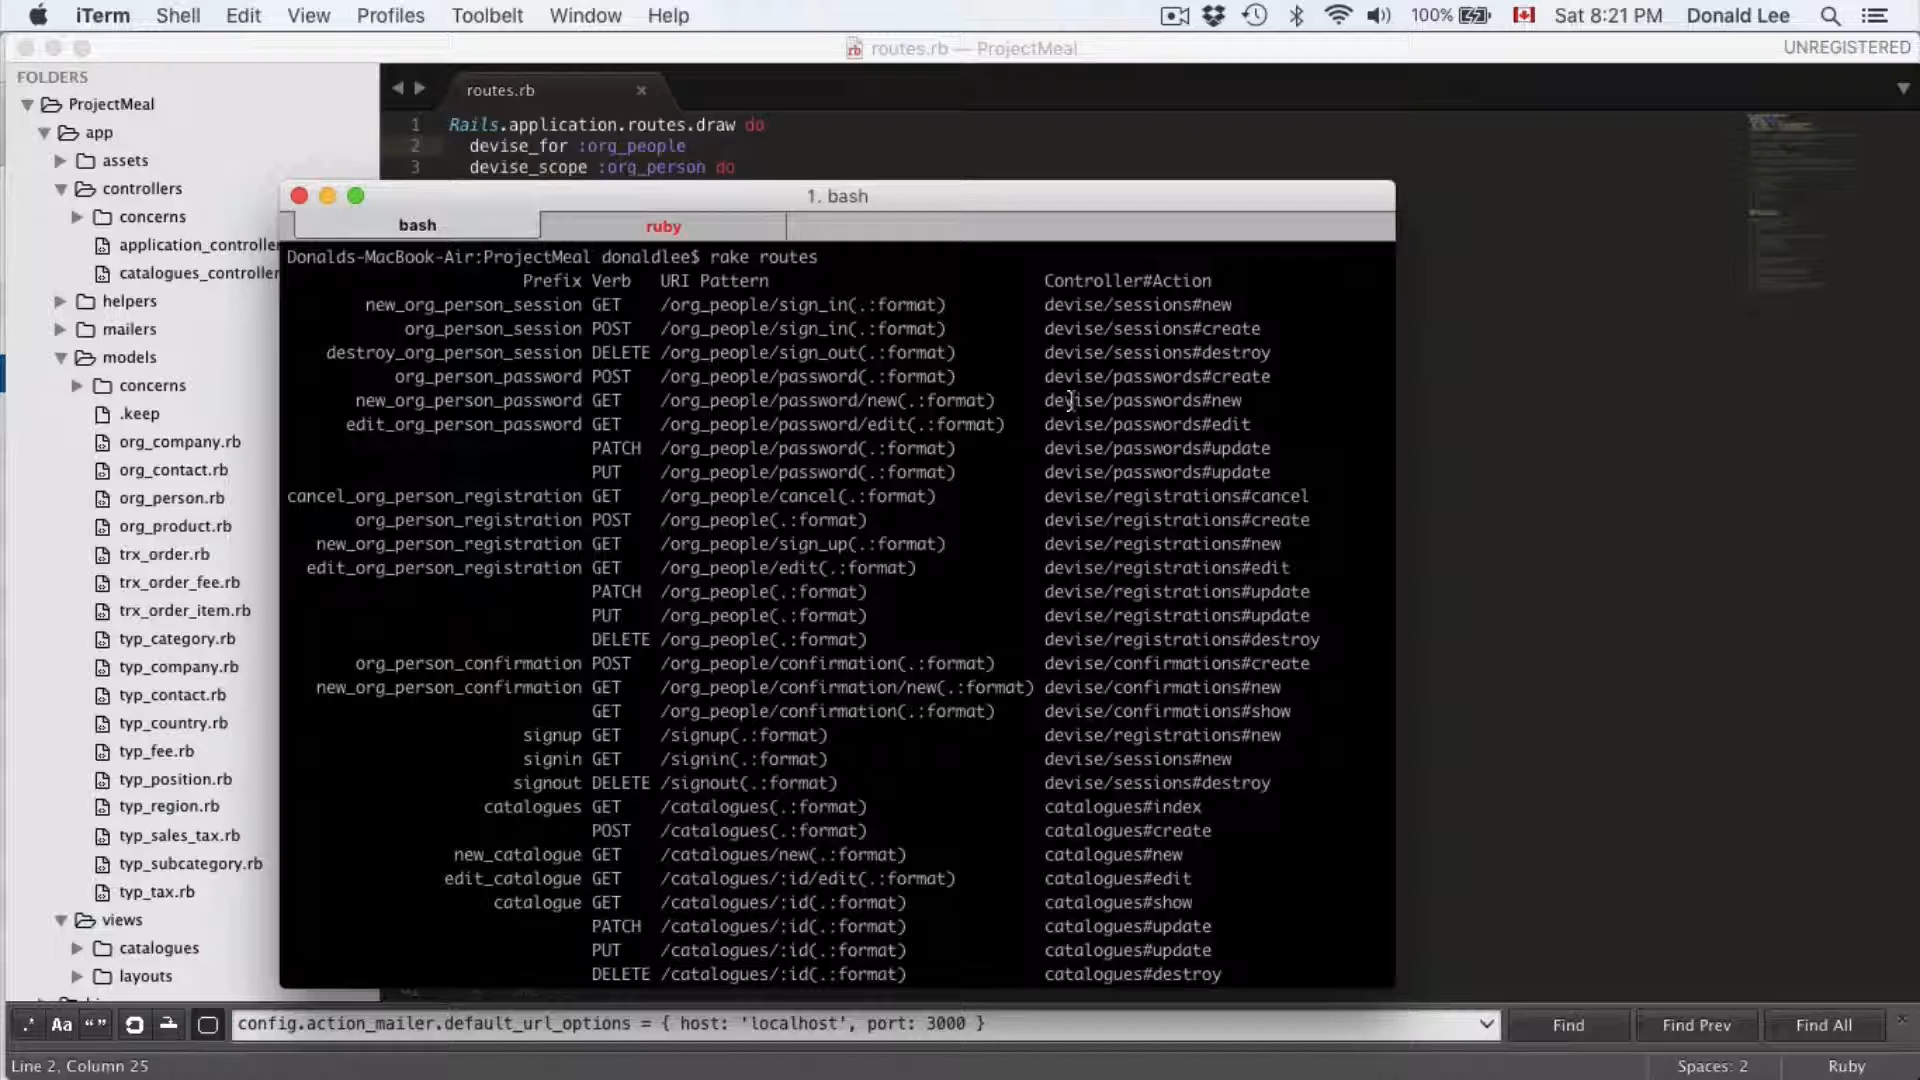 iTerm Shell Edit View Profiles Toolbelt Window Help 100% Sat 8:21 PM Donald Lee
routes.rb — ProjectMeal UNREGISTERED
FOLDERS
ProjectMeal
app
assets
controllers
concerns
application_controller
catalogues_controller
helpers
mailers
models
concerns
.keep
org_company.rb
org_contact.rb
org_person.rb
org_product.rb
trx_order.rb
trx_order_fee.rb
trx_order_item.rb
typ_category.rb
typ_company.rb
typ_contact.rb
typ_country.rb
typ_fee.rb
typ_position.rb
typ_region.rb
typ_sales_tax.rb
typ_subcategory.rb
typ_tax.rb
views
catalogues
layouts
routes.rb
1 Rails.application.routes.draw do
2 devise_for :org_people
3 devise_scope :org_person do
1. bash
bash ruby
Donalds-MacBook-Air:ProjectMeal donaldlee$ rake routes
Prefix Verb URI Pattern Controller#Action
new_org_person_session GET /org_people/sign_in(.:format) devise/sessions#new
org_person_session POST /org_people/sign_in(.:format) devise/sessions#create
destroy_org_person_session DELETE /org_people/sign_out(.:format) devise/sessions#destroy
org_person_password POST /org_people/password(.:format) devise/passwords#create
new_org_person_password GET /org_people/password/new(.:format) devise/passwords#new
edit_org_person_password GET /org_people/password/edit(.:format) devise/passwords#edit
PATCH /org_people/password(.:format) devise/passwords#update
PUT /org_people/password(.:format) devise/passwords#update
cancel_org_person_registration GET /org_people/cancel(.:format) devise/registrations#cancel
org_person_registration POST /org_people(.:format) devise/registrations#create
new_org_person_registration GET /org_people/sign_up(.:format) devise/registrations#new
edit_org_person_registration GET /org_people/edit(.:format) devise/registrations#edit
PATCH /org_people(.:format) devise/registrations#update
PUT /org_people(.:format) devise/registrations#update
DELETE /org_people(.:format) devise/registrations#destroy
org_person_confirmation POST /org_people/confirmation(.:format) devise/confirmations#create
new_org_person_confirmation GET /org_people/confirmation/new(.:format) devise/confirmations#new
GET /org_people/confirmation(.:format) devise/confirmations#show
signup GET /signup(.:format) devise/registrations#new
signin GET /signin(.:format) devise/sessions#new
signout DELETE /signout(.:format) devise/sessions#destroy
catalogues GET /catalogues(.:format) catalogues#index
POST /catalogues(.:format) catalogues#create
new_catalogue GET /catalogues/new(.:format) catalogues#new
edit_catalogue GET /catalogues/:id/edit(.:format) catalogues#edit
catalogue GET /catalogues/:id(.:format) catalogues#show
PATCH /catalogues/:id(.:format) catalogues#update
PUT /catalogues/:id(.:format) catalogues#update
DELETE /catalogues/:id(.:format) catalogues#destroy
.* Aa “” config.action_mailer.default_url_options = { host: 'localhost', port: 3000 } Find Find Prev Find All
Line 2, Column 25 Spaces: 2 Ruby